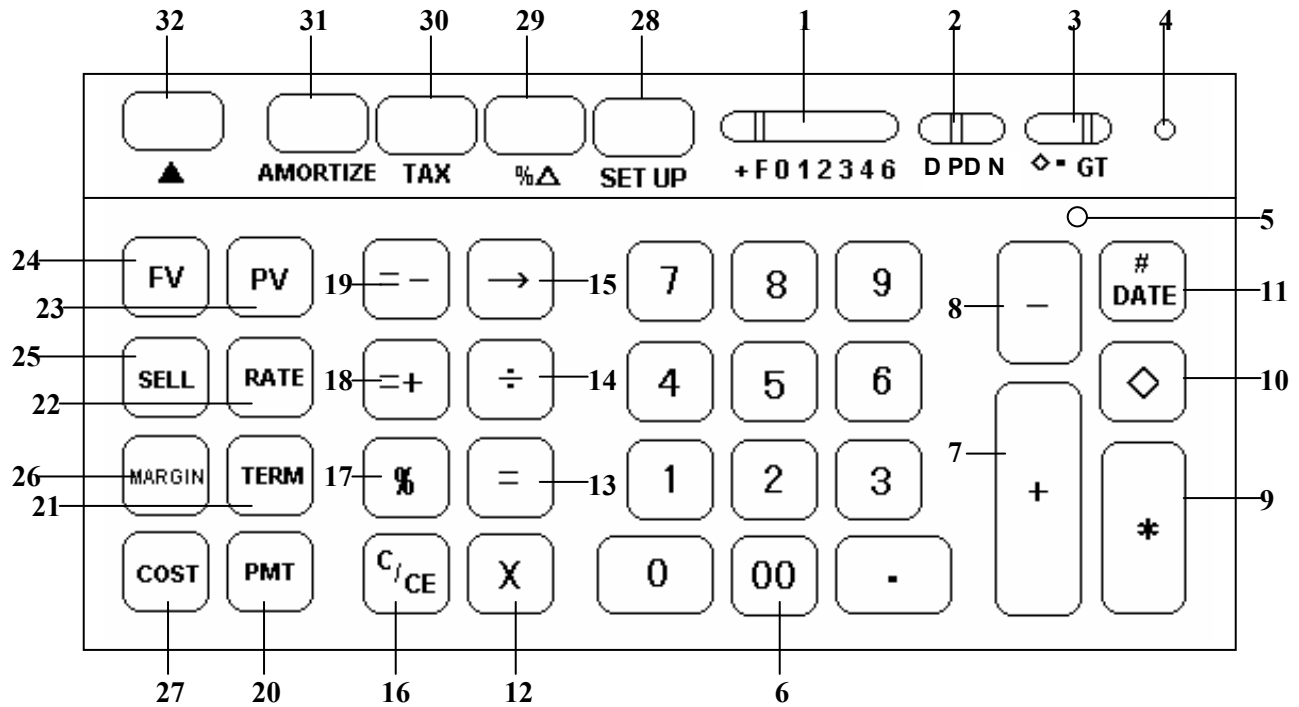 32 31 30 29 28 1 2 3 4
▲ AMORTIZE TAX %△ SET UP + F 0 1 2 3 4 6 D PD N ◇ ▪ GT
5
24 FV PV 19 = − → 15 7 8 9 8 − # DATE 11
23
25 SELL RATE 18 =+ ÷ 14 4 5 6 ◇ 10
22
26 MARGIN TERM 17 % = 13 1 2 3 7 + * 9
21
COST PMT C/CE X 0 00 .
27 20 16 12 6